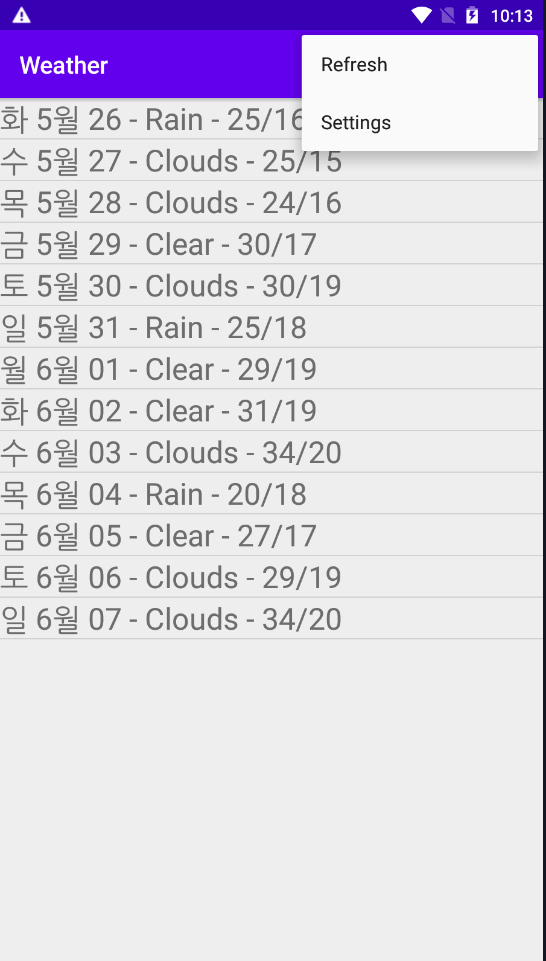 10:13
Weather
Refresh
Settings
화 5월 26 - Rain - 25/16
수 5월 27 - Clouds - 25/15
목 5월 28 - Clouds - 24/16
금 5월 29 - Clear - 30/17
토 5월 30 - Clouds - 30/19
일 5월 31 - Rain - 25/18
월 6월 01 - Clear - 29/19
화 6월 02 - Clear - 31/19
수 6월 03 - Clouds - 34/20
목 6월 04 - Rain - 20/18
금 6월 05 - Clear - 27/17
토 6월 06 - Clouds - 29/19
일 6월 07 - Clouds - 34/20